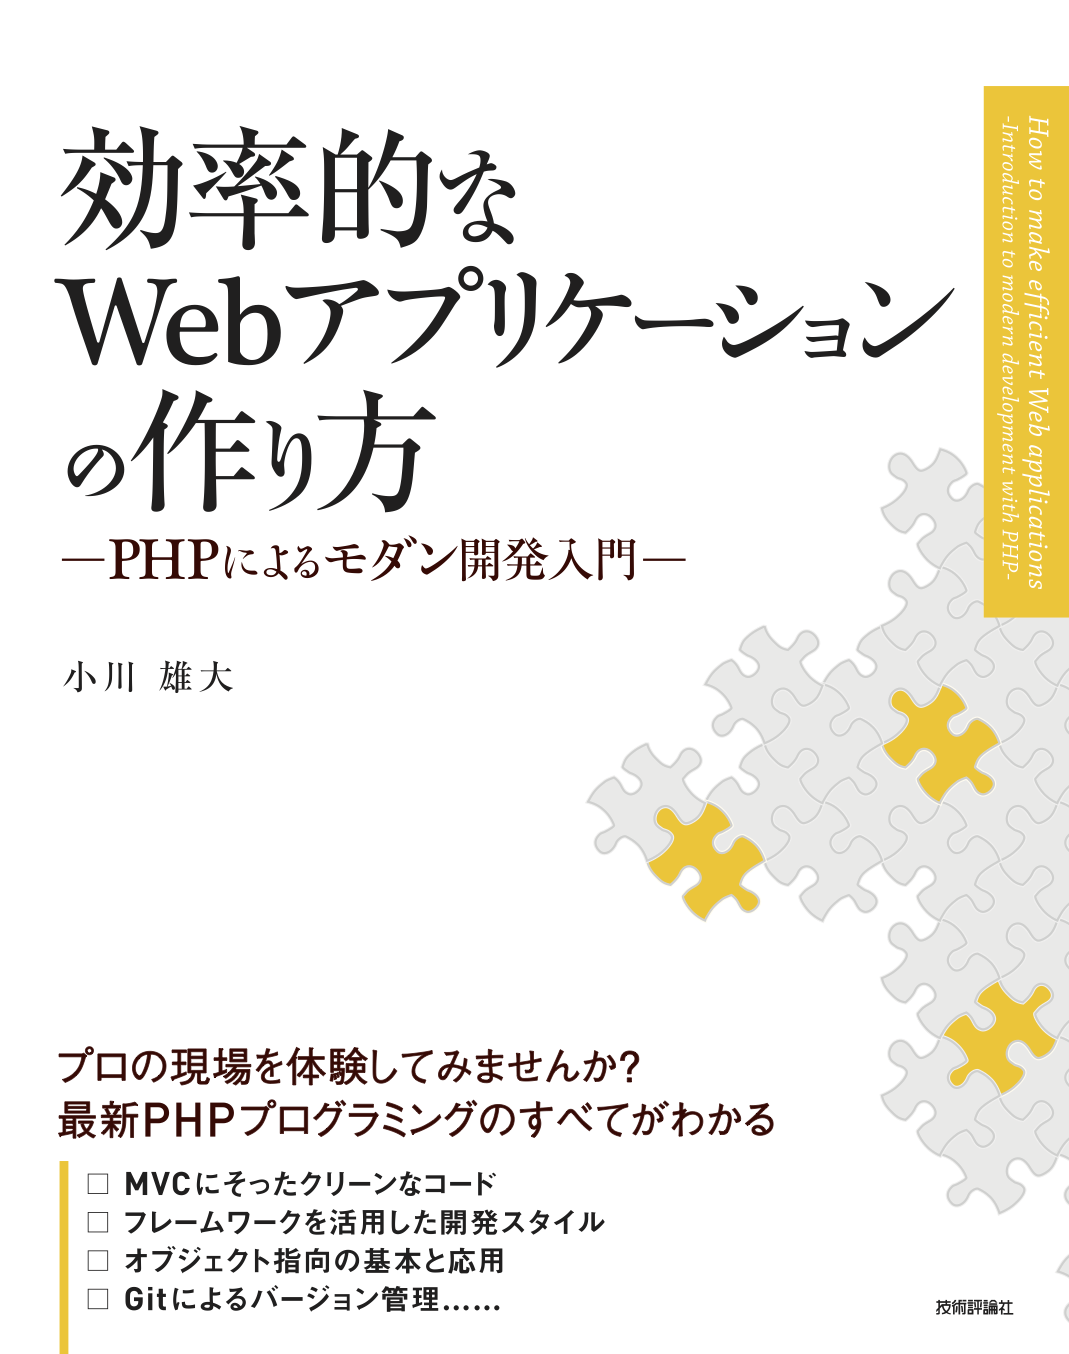 効率的な
Webアプリケーション
の作り方
—PHPによるモダン開発入門—
小川 雄大
How to make efficient Web applications
-Introduction to modern development with PHP-
プロの現場を体験してみませんか?
最新PHPプログラミングのすべてがわかる
□ MVCにそったクリーンなコード
□ フレームワークを活用した開発スタイル
□ オブジェクト指向の基本と応用
□ Gitによるバージョン管理……
技術評論社